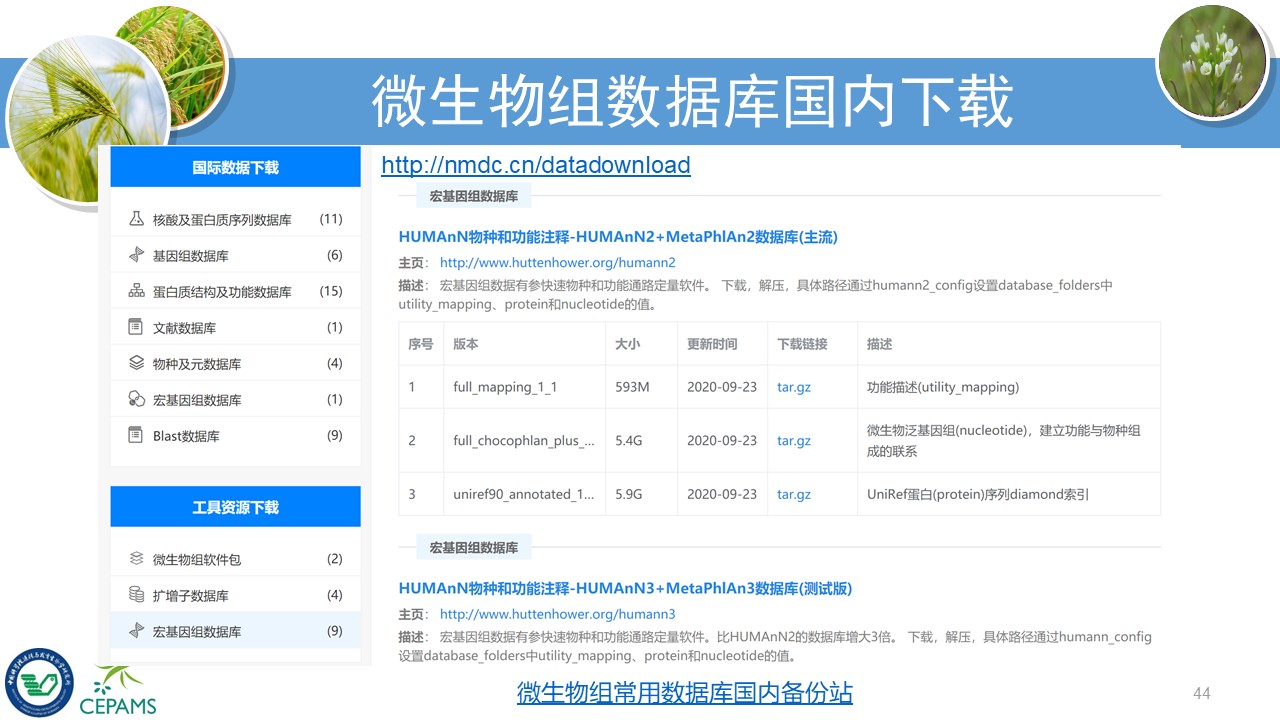 微生物组数据库国内下载
http://nmdc.cn/datadownload
国际数据下载
核酸及蛋白质序列数据库 (11)
基因组数据库 (6)
蛋白质结构及功能数据库 (15)
文献数据库 (1)
物种及元数据库 (4)
宏基因组数据库 (1)
Blast数据库 (9)
工具资源下载
微生物组软件包 (2)
扩增子数据库 (4)
宏基因组数据库 (9)
宏基因组数据库
HUMAnN物种和功能注释-HUMAnN2+MetaPhlAn2数据库(主流)
主页： http://www.huttenhower.org/humann2
描述： 宏基因组数据有参快速物种和功能通路定量软件。 下载，解压，具体路径通过humann2_config设置database_folders中
utility_mapping、protein和nucleotide的值。
序号 版本 大小 更新时间 下载链接 描述
1 full_mapping_1_1 593M 2020-09-23 tar.gz 功能描述(utility_mapping)
2 full_chocophlan_plus_... 5.4G 2020-09-23 tar.gz 微生物泛基因组(nucleotide)，建立功能与物种组
成的联系
3 uniref90_annotated_1... 5.9G 2020-09-23 tar.gz UniRef蛋白(protein)序列diamond索引
宏基因组数据库
HUMAnN物种和功能注释-HUMAnN3+MetaPhlAn3数据库(测试版)
主页： http://www.huttenhower.org/humann3
描述： 宏基因组数据有参快速物种和功能通路定量软件。比HUMAnN2的数据库增大3倍。 下载，解压，具体路径通过humann_config
设置database_folders中utility_mapping、protein和nucleotide的值。
CEPAMS
微生物组常用数据库国内备份站
44